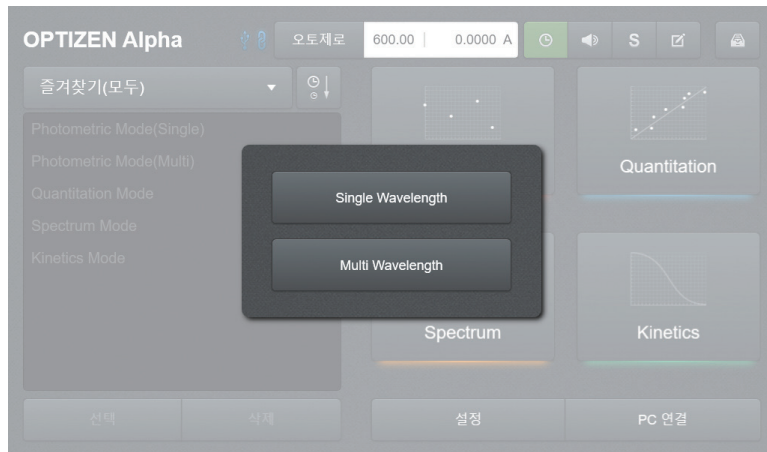 OPTIZEN Alpha
오토제로
600.00
0.0000 A
S
즐겨찾기(모두)
Photometric Mode(Single)
Photometric Mode(Multi)
Quantitation Mode
Spectrum Mode
Kinetics Mode
Single Wavelength
Multi Wavelength
Quantitation
Spectrum
Kinetics
선택
삭제
설정
PC 연결